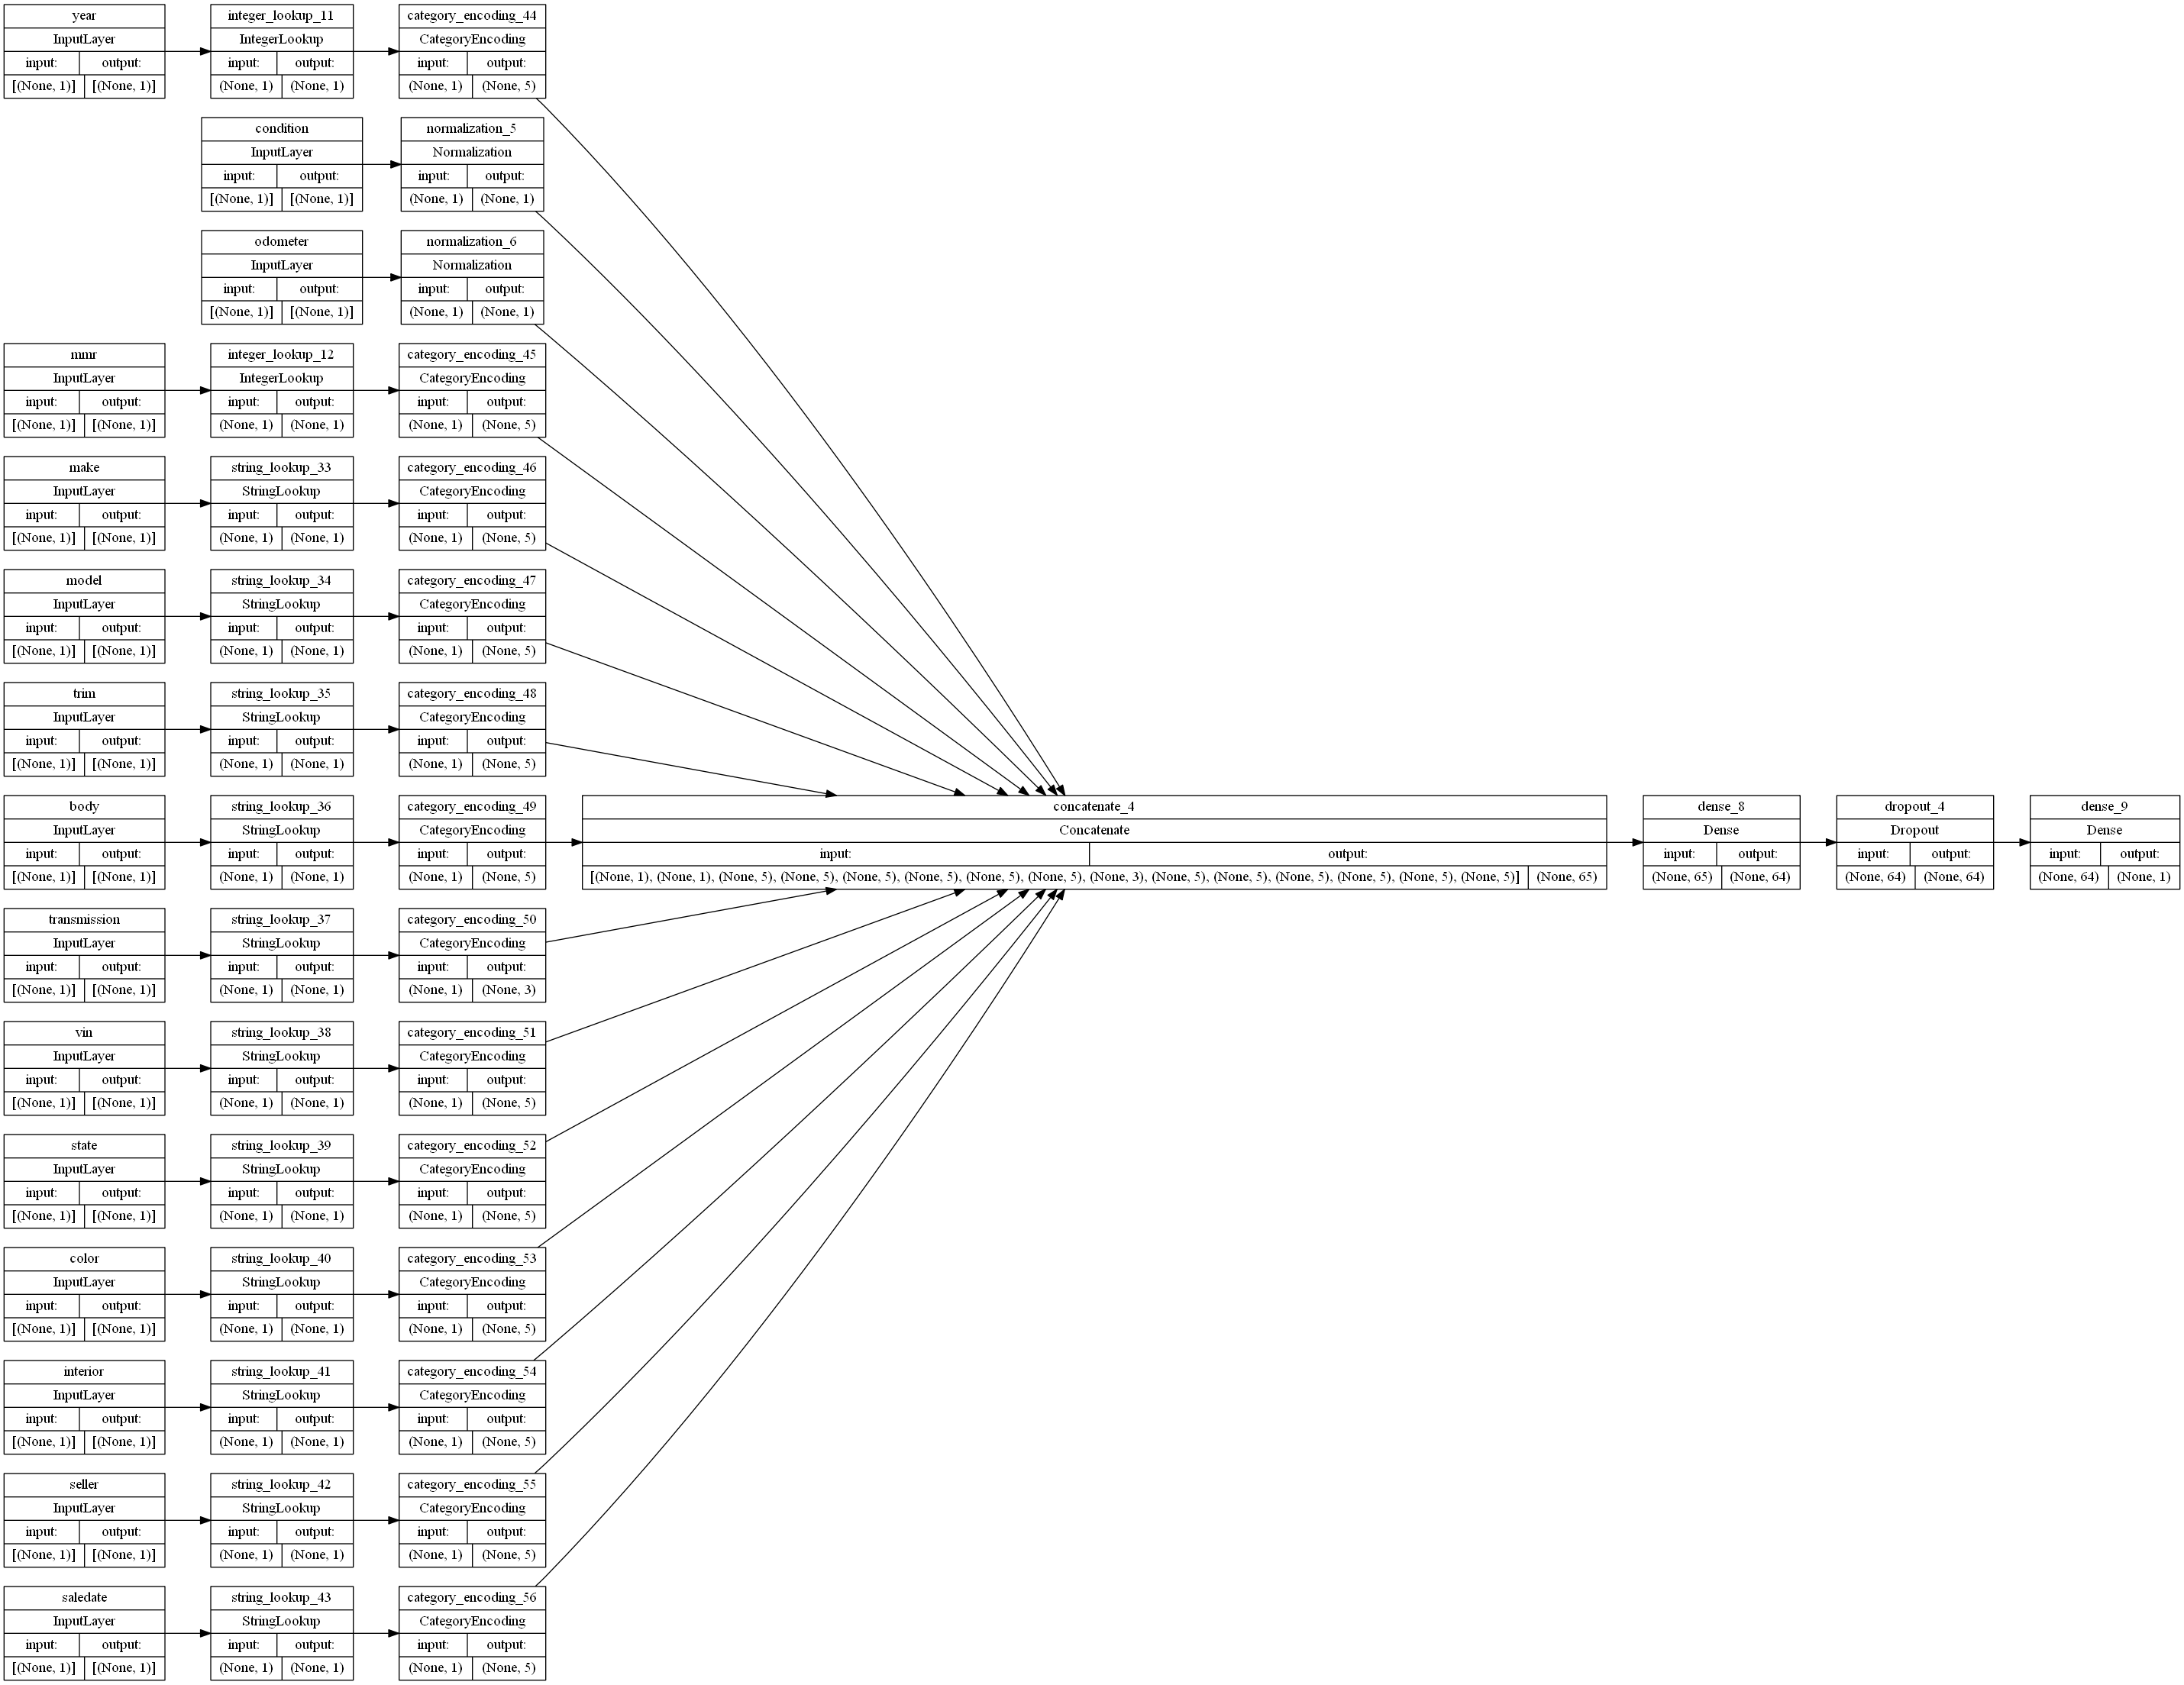 year
InputLayer
input: output:
[(None, 1)] [(None, 1)]
integer_lookup_11
IntegerLookup
input: output:
(None, 1) (None, 1)
category_encoding_44
CategoryEncoding
input: output:
(None, 1) (None, 5)
condition
InputLayer
input: output:
[(None, 1)] [(None, 1)]
normalization_5
Normalization
input: output:
(None, 1) (None, 1)
odometer
InputLayer
input: output:
[(None, 1)] [(None, 1)]
normalization_6
Normalization
input: output:
(None, 1) (None, 1)
mmr
InputLayer
input: output:
[(None, 1)] [(None, 1)]
integer_lookup_12
IntegerLookup
input: output:
(None, 1) (None, 1)
category_encoding_45
CategoryEncoding
input: output:
(None, 1) (None, 5)
make
InputLayer
input: output:
[(None, 1)] [(None, 1)]
string_lookup_33
StringLookup
input: output:
(None, 1) (None, 1)
category_encoding_46
CategoryEncoding
input: output:
(None, 1) (None, 5)
model
InputLayer
input: output:
[(None, 1)] [(None, 1)]
string_lookup_34
StringLookup
input: output:
(None, 1) (None, 1)
category_encoding_47
CategoryEncoding
input: output:
(None, 1) (None, 5)
trim
InputLayer
input: output:
[(None, 1)] [(None, 1)]
string_lookup_35
StringLookup
input: output:
(None, 1) (None, 1)
category_encoding_48
CategoryEncoding
input: output:
(None, 1) (None, 5)
body
InputLayer
input: output:
[(None, 1)] [(None, 1)]
string_lookup_36
StringLookup
input: output:
(None, 1) (None, 1)
category_encoding_49
CategoryEncoding
input: output:
(None, 1) (None, 5)
concatenate_4
Concatenate
input: output:
[(None, 1), (None, 1), (None, 5), (None, 5), (None, 5), (None, 5), (None, 5), (None, 5), (None, 3), (None, 5), (None, 5), (None, 5), (None, 5), (None, 5), (None, 5)] (None, 65)
dense_8
Dense
input: output:
(None, 65) (None, 64)
dropout_4
Dropout
input: output:
(None, 64) (None, 64)
dense_9
Dense
input: output:
(None, 64) (None, 1)
transmission
InputLayer
input: output:
[(None, 1)] [(None, 1)]
string_lookup_37
StringLookup
input: output:
(None, 1) (None, 1)
category_encoding_50
CategoryEncoding
input: output:
(None, 1) (None, 3)
vin
InputLayer
input: output:
[(None, 1)] [(None, 1)]
string_lookup_38
StringLookup
input: output:
(None, 1) (None, 1)
category_encoding_51
CategoryEncoding
input: output:
(None, 1) (None, 5)
state
InputLayer
input: output:
[(None, 1)] [(None, 1)]
string_lookup_39
StringLookup
input: output:
(None, 1) (None, 1)
category_encoding_52
CategoryEncoding
input: output:
(None, 1) (None, 5)
color
InputLayer
input: output:
[(None, 1)] [(None, 1)]
string_lookup_40
StringLookup
input: output:
(None, 1) (None, 1)
category_encoding_53
CategoryEncoding
input: output:
(None, 1) (None, 5)
interior
InputLayer
input: output:
[(None, 1)] [(None, 1)]
string_lookup_41
StringLookup
input: output:
(None, 1) (None, 1)
category_encoding_54
CategoryEncoding
input: output:
(None, 1) (None, 5)
seller
InputLayer
input: output:
[(None, 1)] [(None, 1)]
string_lookup_42
StringLookup
input: output:
(None, 1) (None, 1)
category_encoding_55
CategoryEncoding
input: output:
(None, 1) (None, 5)
saledate
InputLayer
input: output:
[(None, 1)] [(None, 1)]
string_lookup_43
StringLookup
input: output:
(None, 1) (None, 1)
category_encoding_56
CategoryEncoding
input: output:
(None, 1) (None, 5)